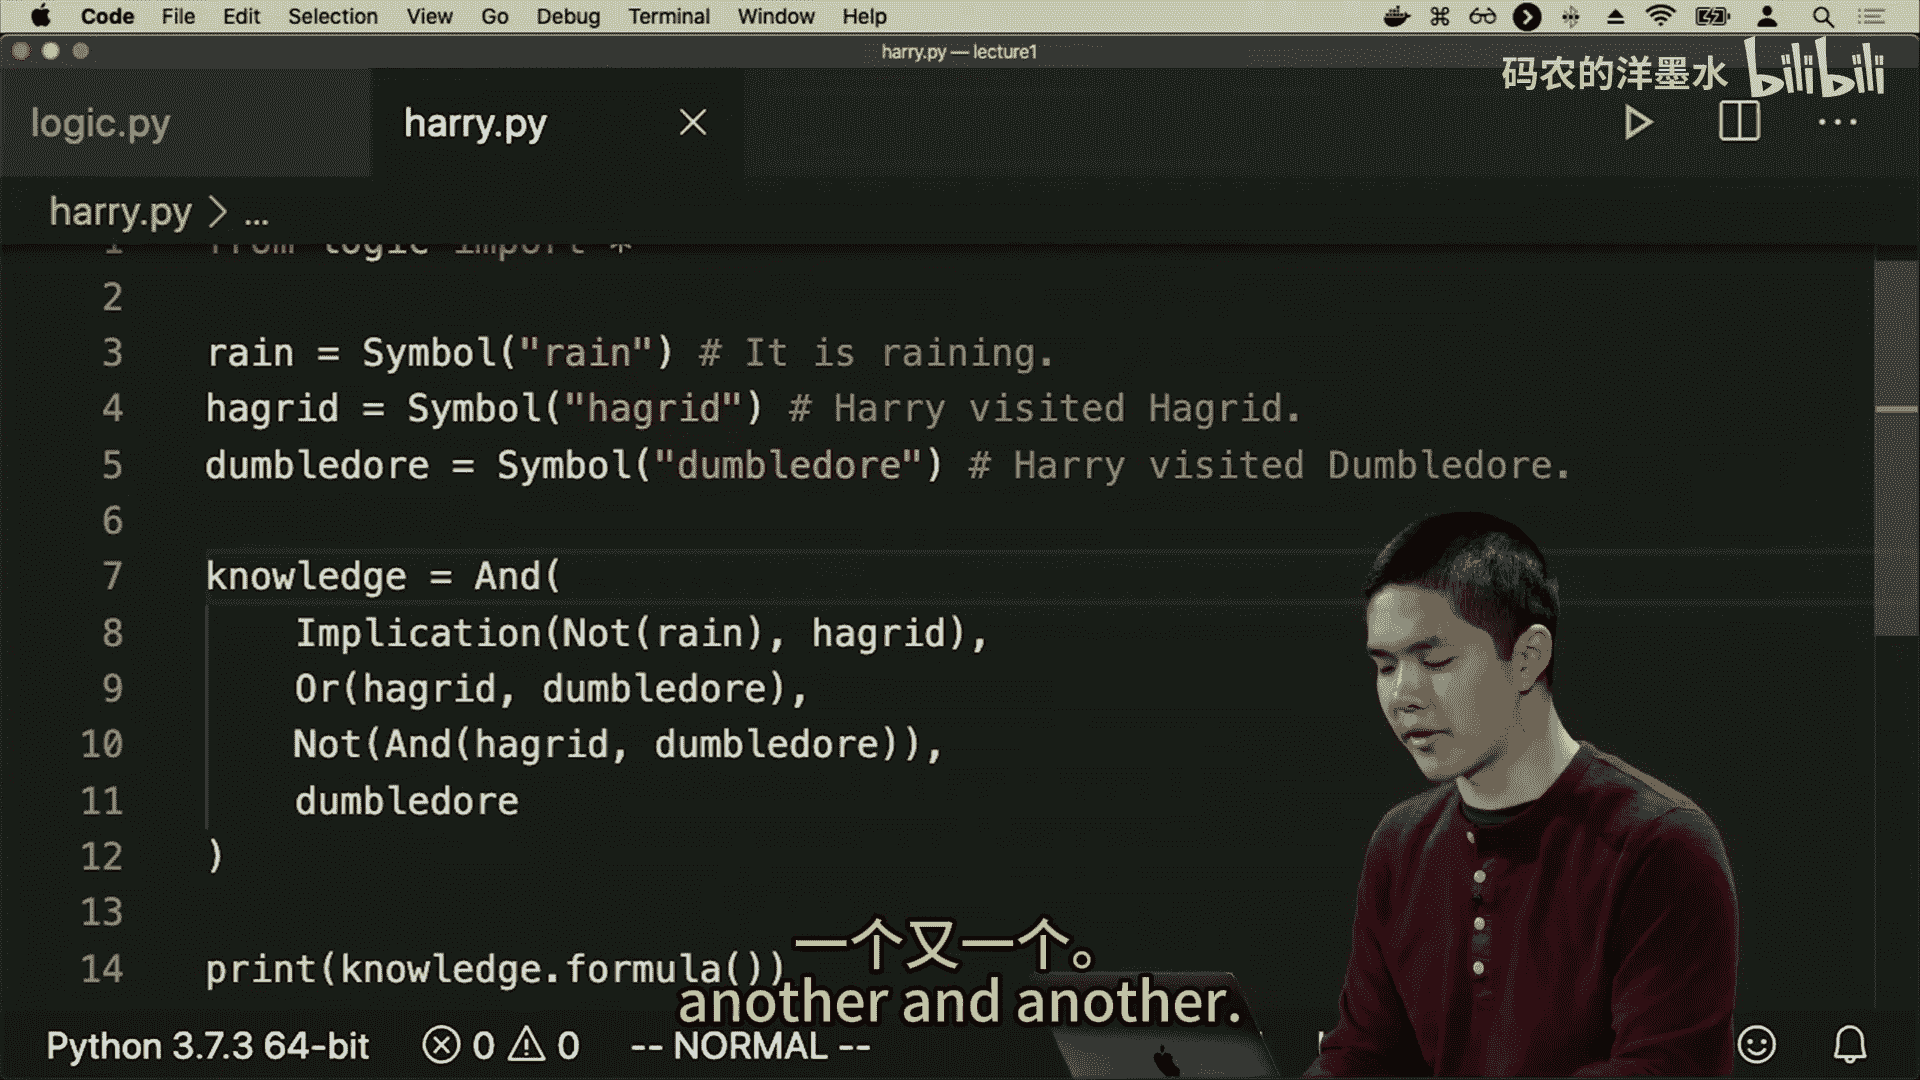 Code File Edit Selection View Go Debug Terminal Window Help
harry.py — lecture1
码农的洋墨水 bilibili
logic.py harry.py
harry.py > ...
1 from logic import *
2
3 rain = Symbol("rain") # It is raining.
4 hagrid = Symbol("hagrid") # Harry visited Hagrid.
5 dumbledore = Symbol("dumbledore") # Harry visited Dumbledore.
6
7 knowledge = And(
8 Implication(Not(rain), hagrid),
9 Or(hagrid, dumbledore),
10 Not(And(hagrid, dumbledore)),
11 dumbledore
12 )
13
14 print(knowledge.formula())
一个又一个。
another and another.
Python 3.7.3 64-bit 0 0 -- NORMAL --